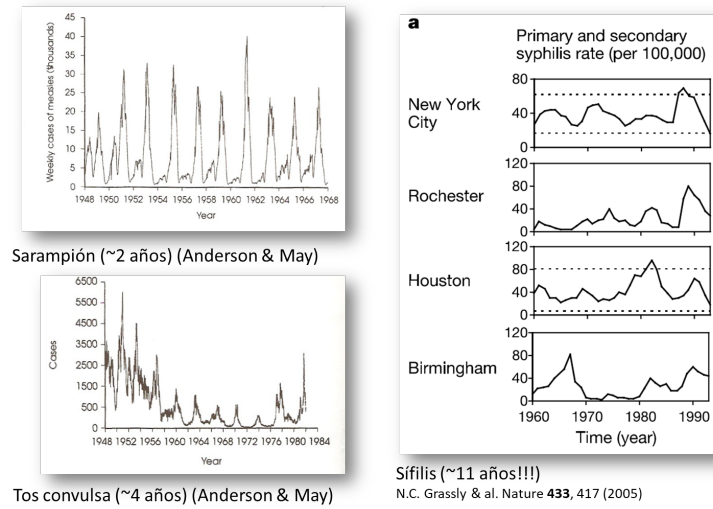 Weekly cases of measles (thousands)
45
40
35
30
25
20
15
10
5
0
1948 1950 1952 1954 1956 1958 1960 1962 1964 1966 1968
Year
Sarampión (~2 años) (Anderson & May)
Cases
6500
5500
4500
3500
2500
1500
500
0
1948 1952 1956 1960 1964 1968 1972 1976 1980 1984
Year
Tos convulsa (~4 años) (Anderson & May)
a
Primary and secondary
syphilis rate (per 100,000)
New York
City
80
40
0
Rochester
120
80
40
0
Houston
120
80
40
0
Birmingham
120
80
40
0
1960 1970 1980 1990
Time (year)
Sífilis (~11 años!!!)
N.C. Grassly & al. Nature 433, 417 (2005)